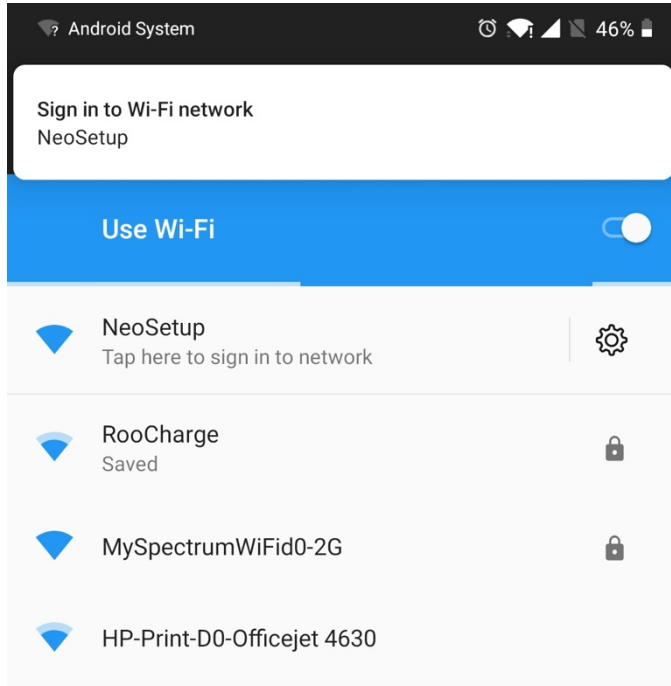 Android System
46%
Sign in to Wi-Fi network
NeoSetup
Use Wi-Fi
NeoSetup
Tap here to sign in to network
RooCharge
Saved
MySpectrumWiFid0-2G
HP-Print-D0-Officejet 4630